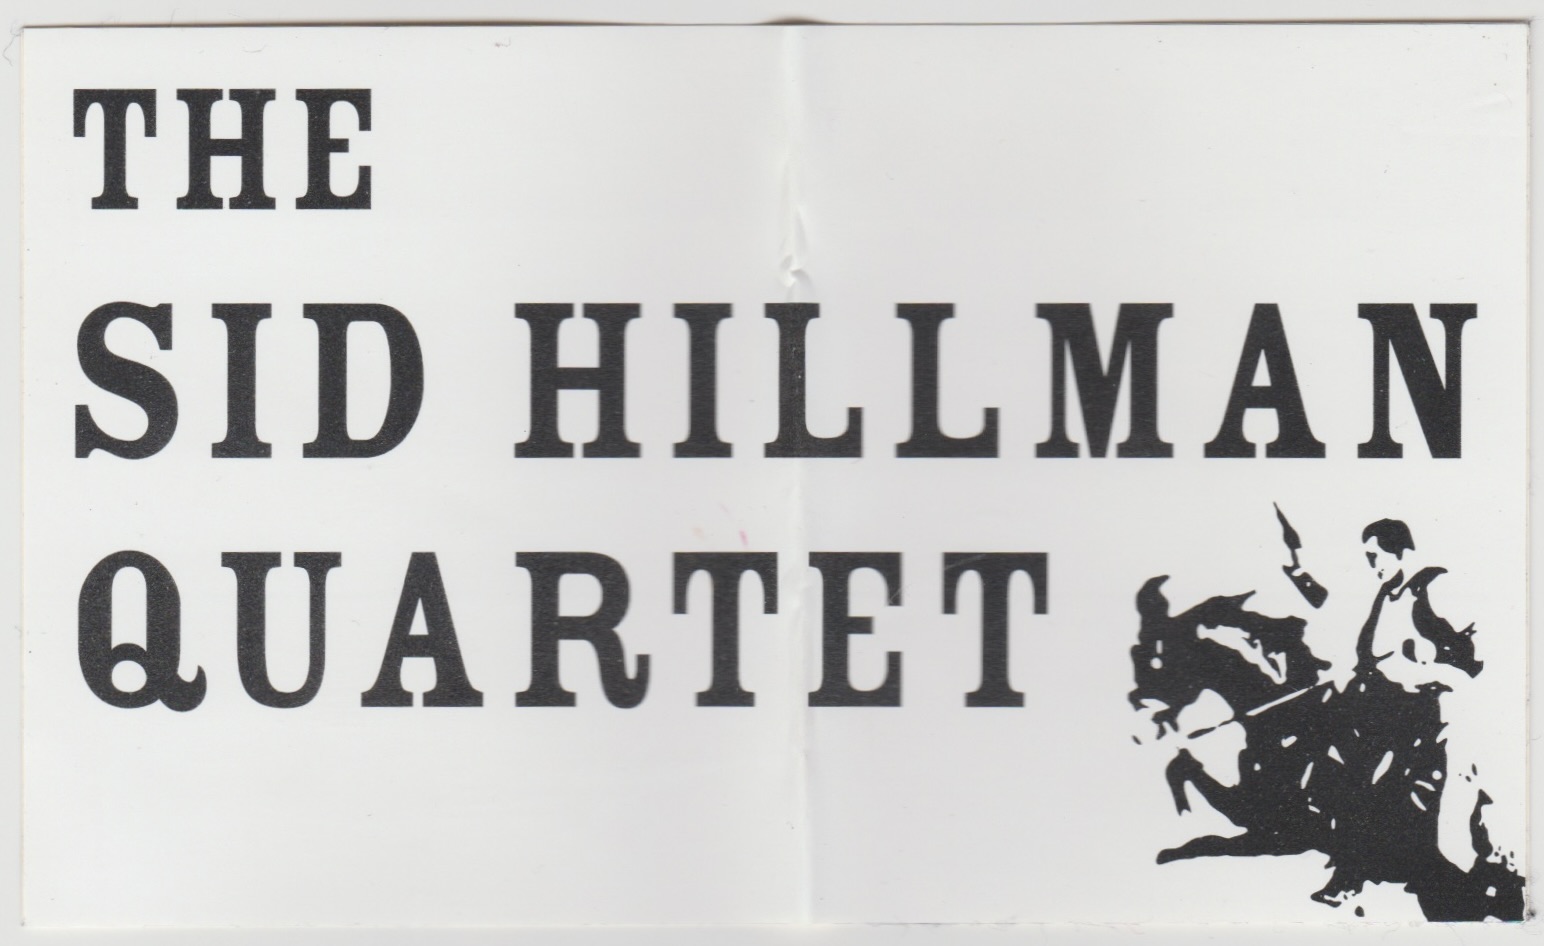 THE
SID HILLMAN
QUARTET